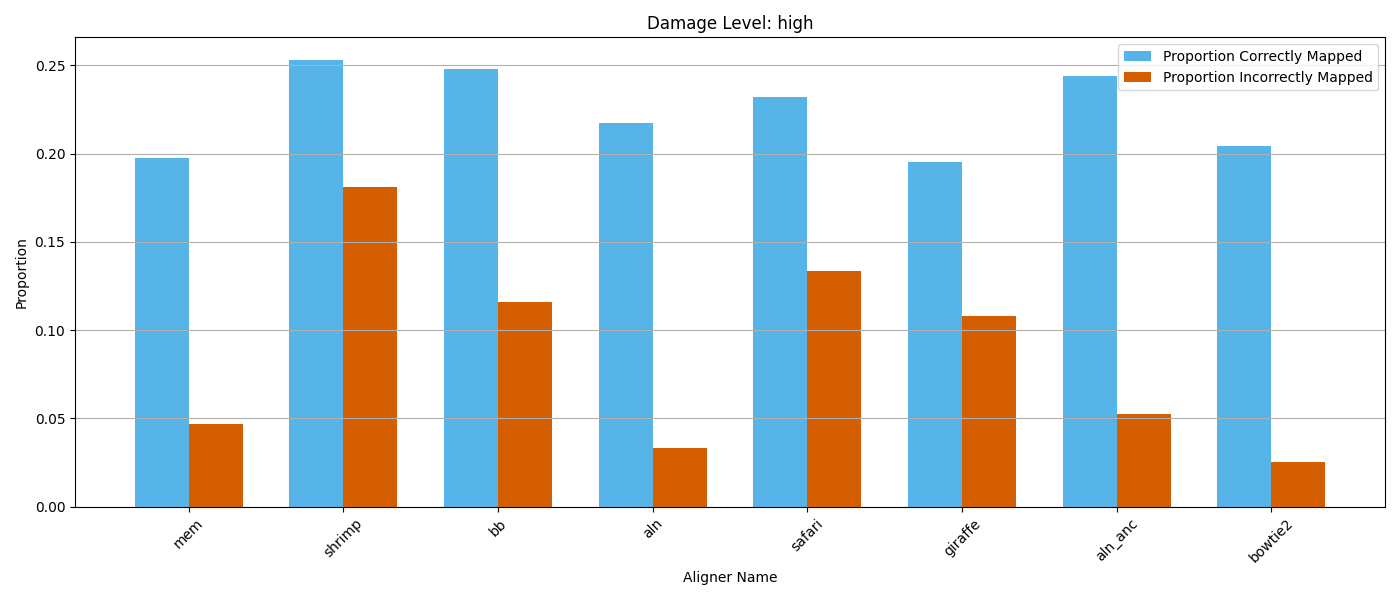 Damage Level: high
Proportion Correctly Mapped
Proportion Incorrectly Mapped
0.25
0.20
0.15
0.10
0.05
0.00
Proportion
mem
shrimp
bb
aln
safari
giraffe
aln_anc
bowtie2
Aligner Name